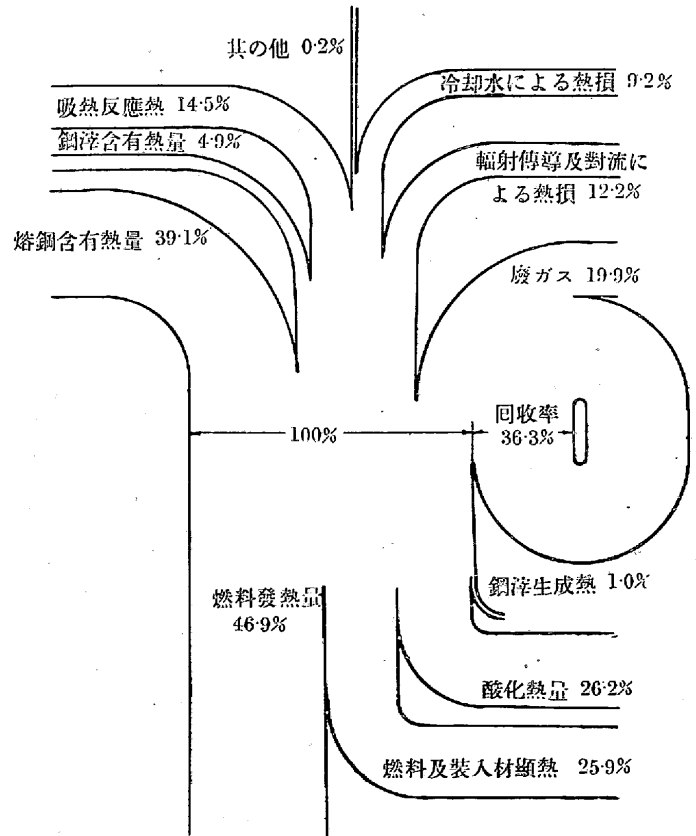 其の他 0.2%
冷却水による熱損 9.2%
吸熱反應熱 14.5%
鋼滓含有熱量 4.9%
輻射傳導及對流に
よる熱損 12.2%
熔鋼含有熱量 39.1%
廢ガス 19.9%
100%
回收率
36.3%
鋼滓生成熱 1.0%
燃料發熱量
46.9%
酸化熱量 26.2%
燃料及裝入材顯熱 25.9%